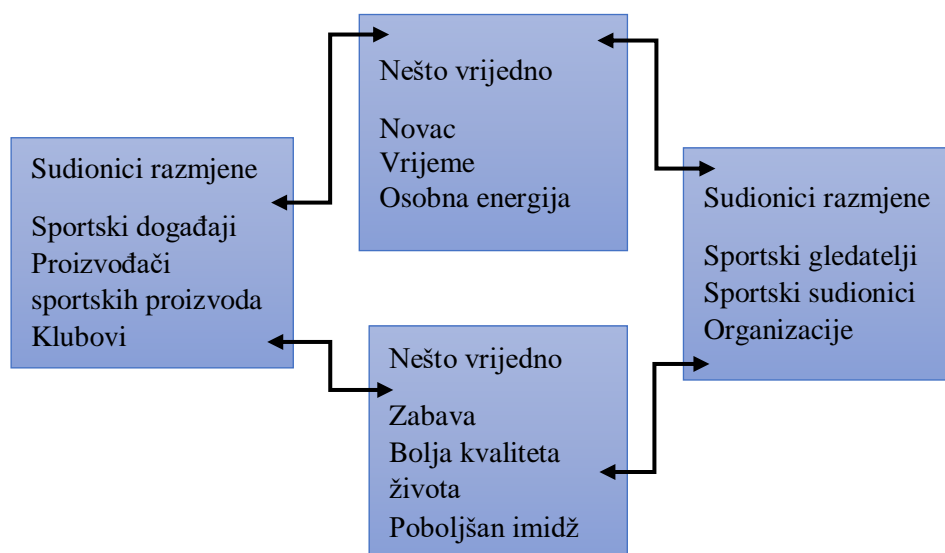 Nešto vrijedno
Novac
Vrijeme
Osobna energija
Sudionici razmjene
Sportski događaji
Proizvođači
sportskih proizvoda
Klubovi
Sudionici razmjene
Sportski gledatelji
Sportski sudionici
Organizacije
Nešto vrijedno
Zabava
Bolja kvaliteta
života
Poboljšan imidž